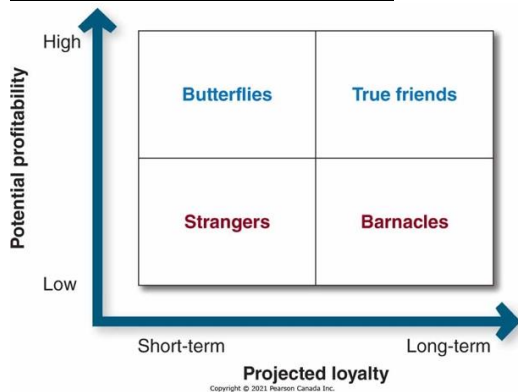 High
Potential profitability
Butterflies
True friends
Strangers
Barnacles
Low
Short-term
Long-term
Projected loyalty
Copyright © 2021 Pearson Canada Inc.